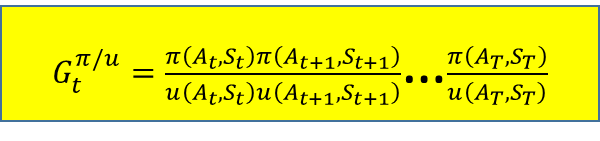 G_t^{π/u} = \frac{π(A_t,S_t)π(A_{t+1},S_{t+1})}{u(A_t,S_t)u(A_{t+1},S_{t+1})} ... \frac{π(A_T,S_T)}{u(A_T,S_T)}